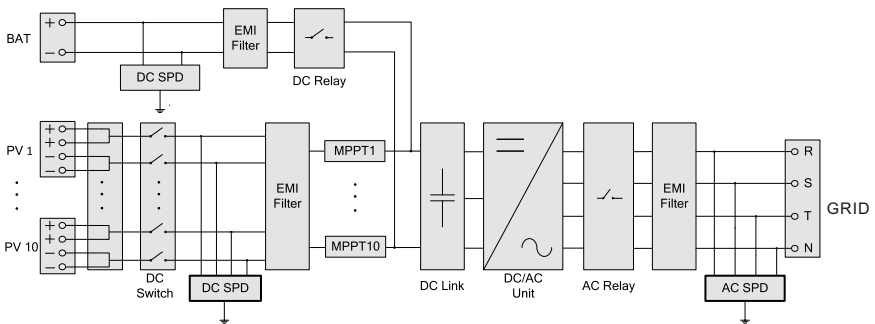 BAT
+
−
EMI
Filter
DC SPD
DC Relay
PV 1
+
+
−
−
MPPT1
EMI
Filter
PV 10
+
+
−
−
MPPT10
DC
Switch
DC SPD
DC Link
DC/AC
Unit
AC Relay
EMI
Filter
R
S
T
N
GRID
AC SPD